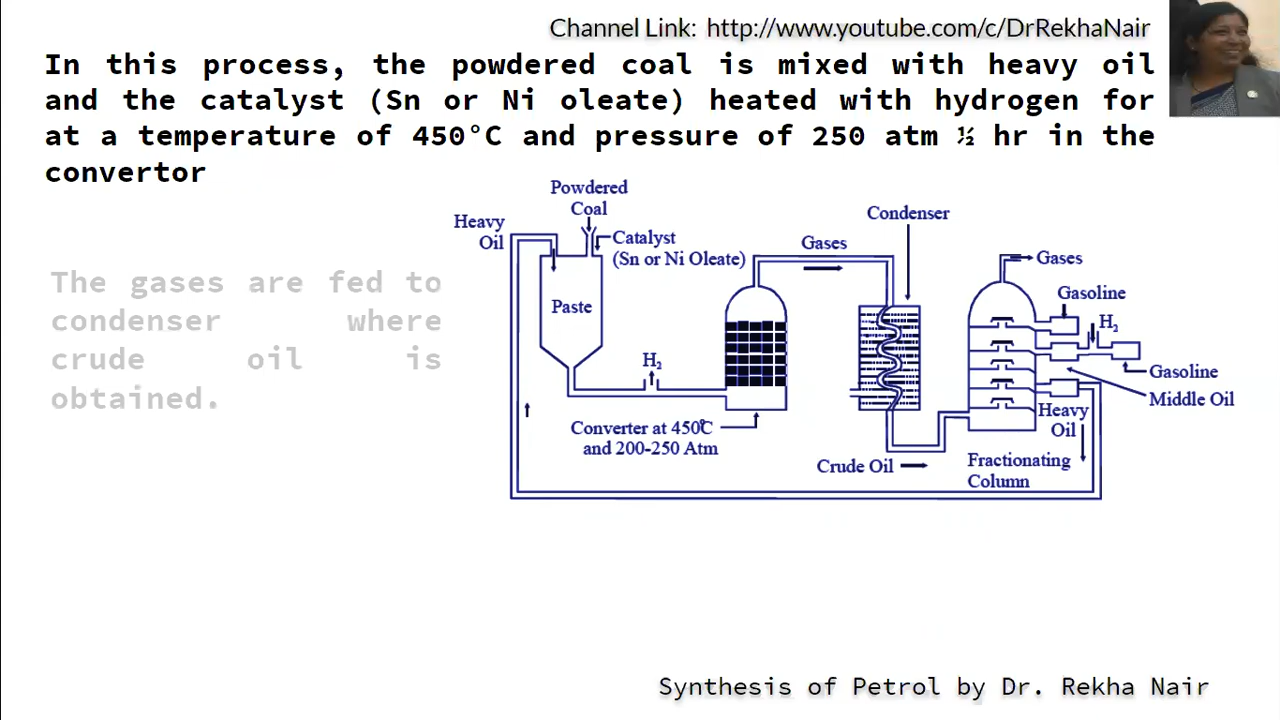 Channel Link: http://www.youtube.com/c/DrRekhaNair
In this process, the powdered coal is mixed with heavy oil
and the catalyst (Sn or Ni oleate) heated with hydrogen for
at a temperature of 450°C and pressure of 250 atm ½ hr in the
convertor
The gases are fed to
condenser where
crude oil is
obtained.
Powdered
Coal
Heavy
Oil
Catalyst
(Sn or Ni Oleate)
Paste
H₂
Converter at 450°C
and 200-250 Atm
Gases
Condenser
Crude Oil
Gases
Gasoline
H₂
Gasoline
Middle Oil
Heavy
Oil
Fractionating
Column
Synthesis of Petrol by Dr. Rekha Nair